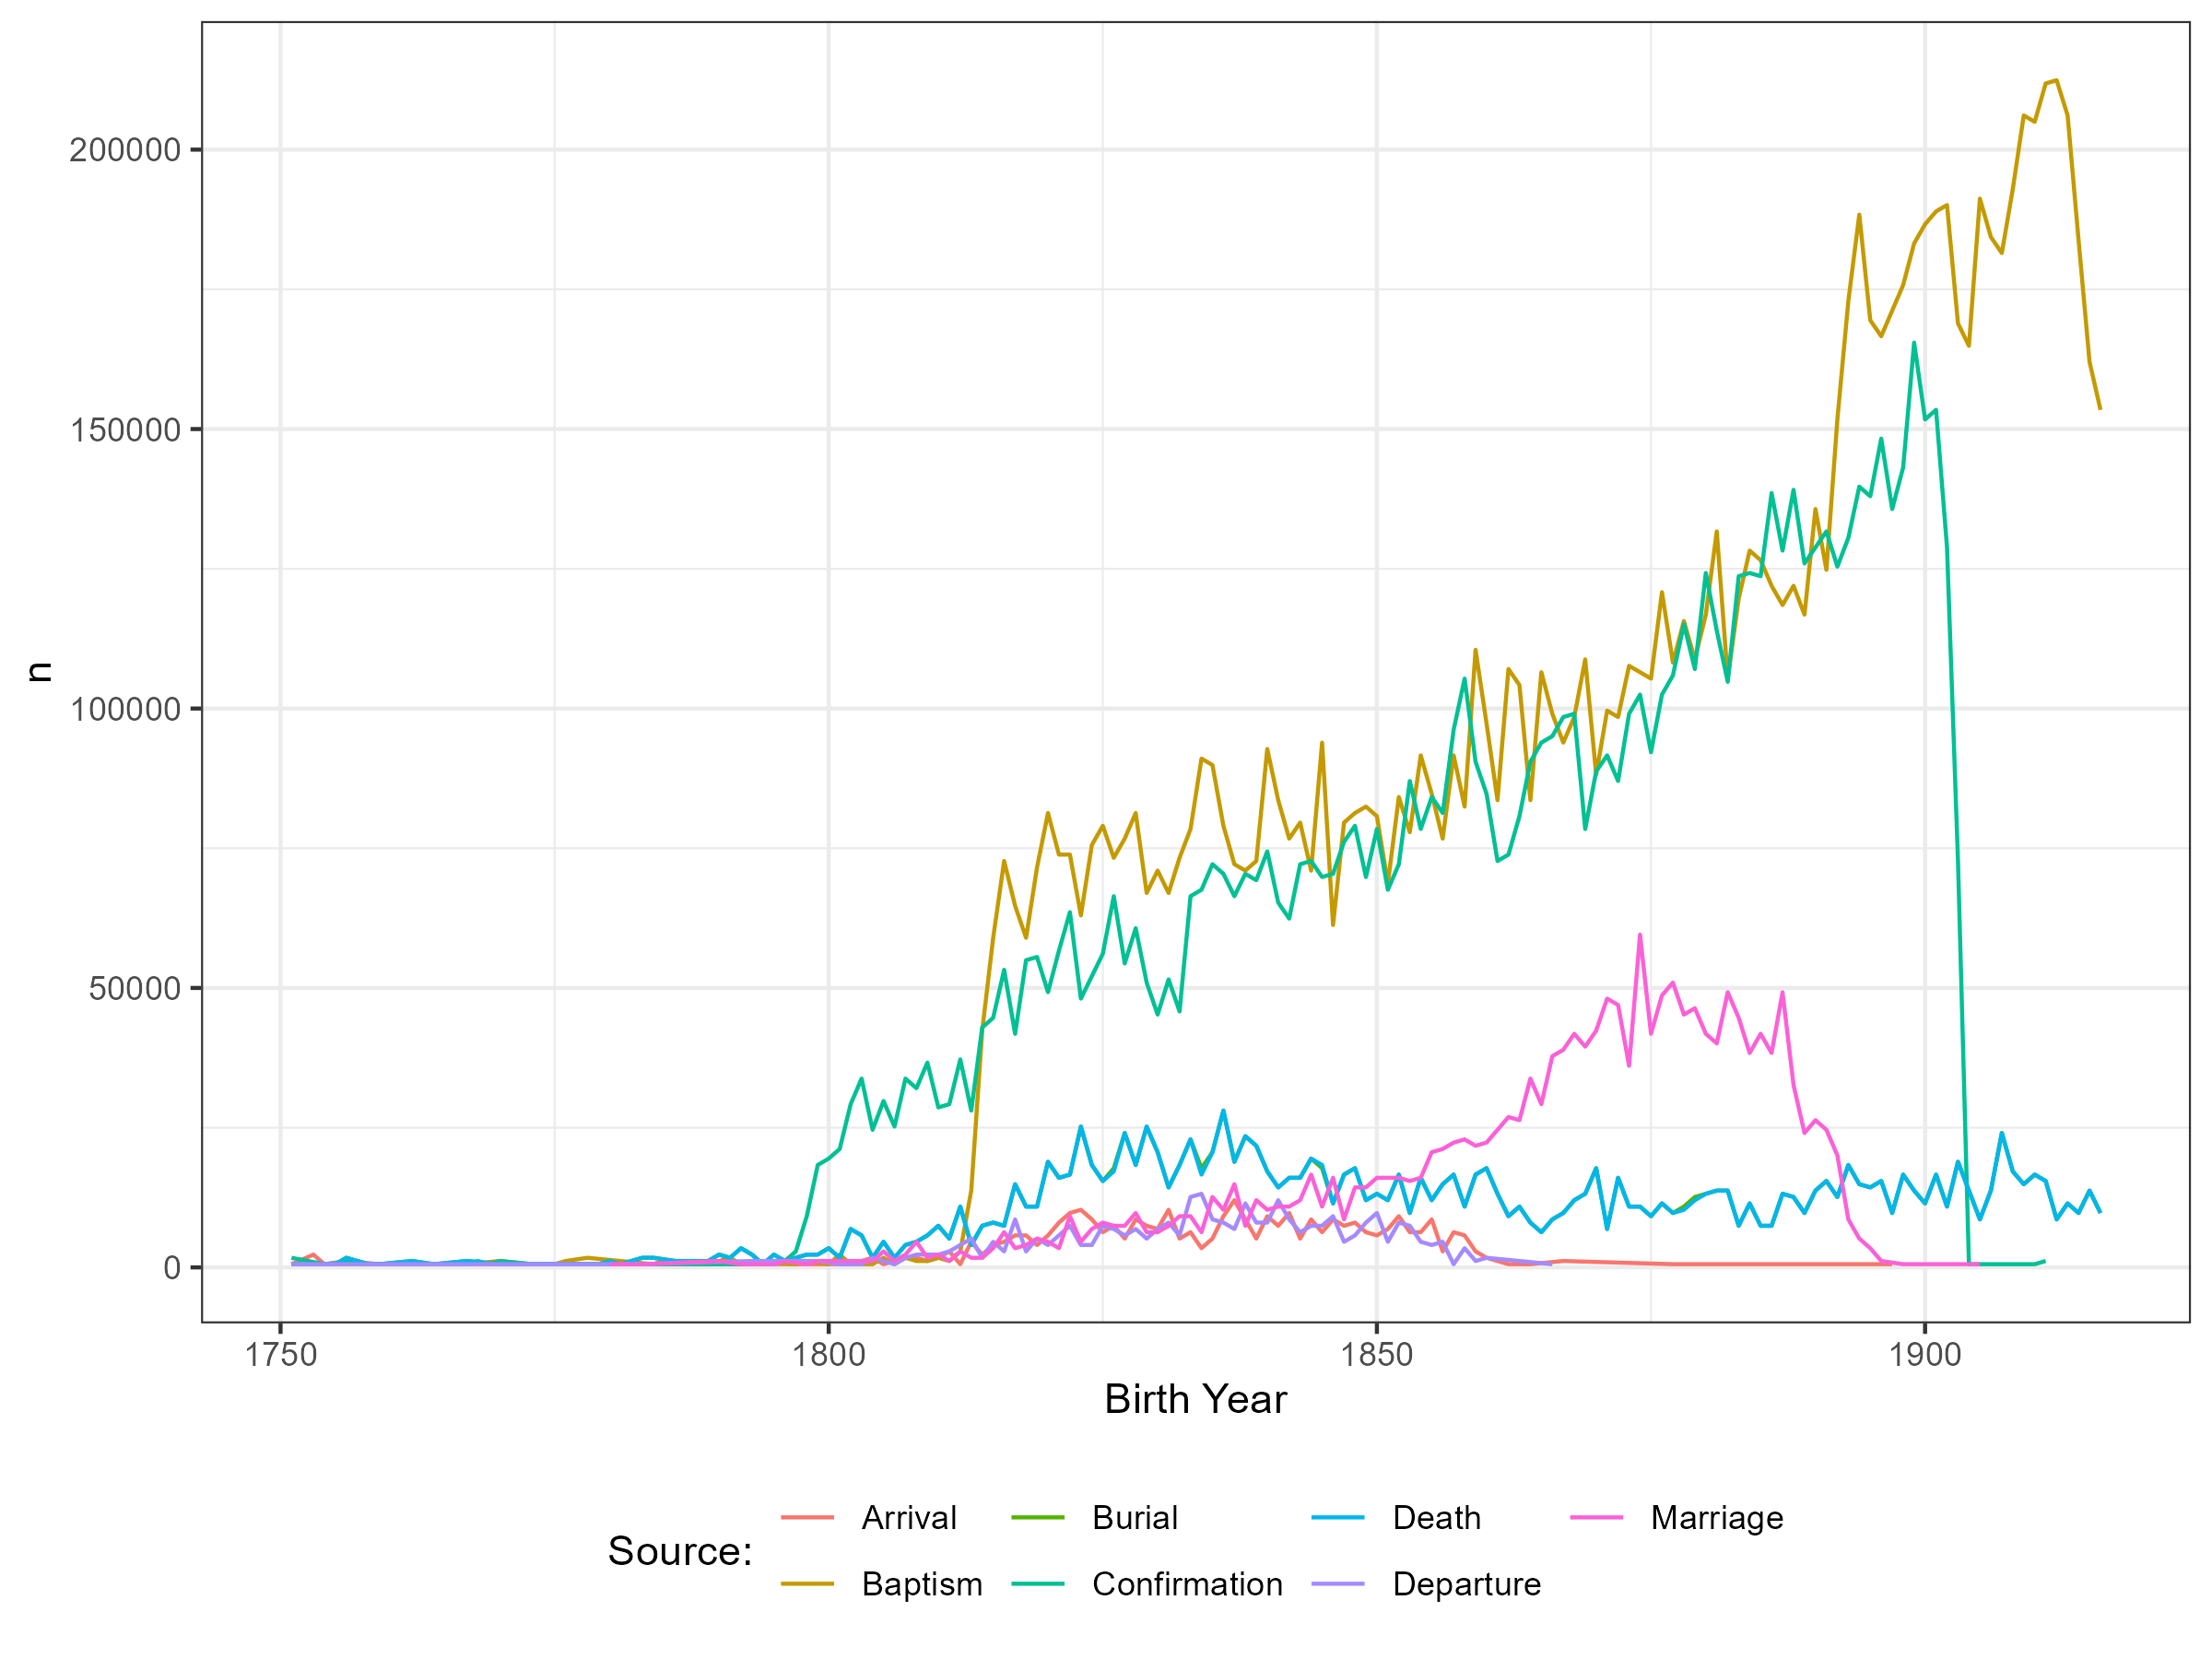 200000
150000
100000
50000
0
n
1750 1800 1850 1900
Birth Year
Source:
Arrival Burial Death Marriage
Baptism Confirmation Departure